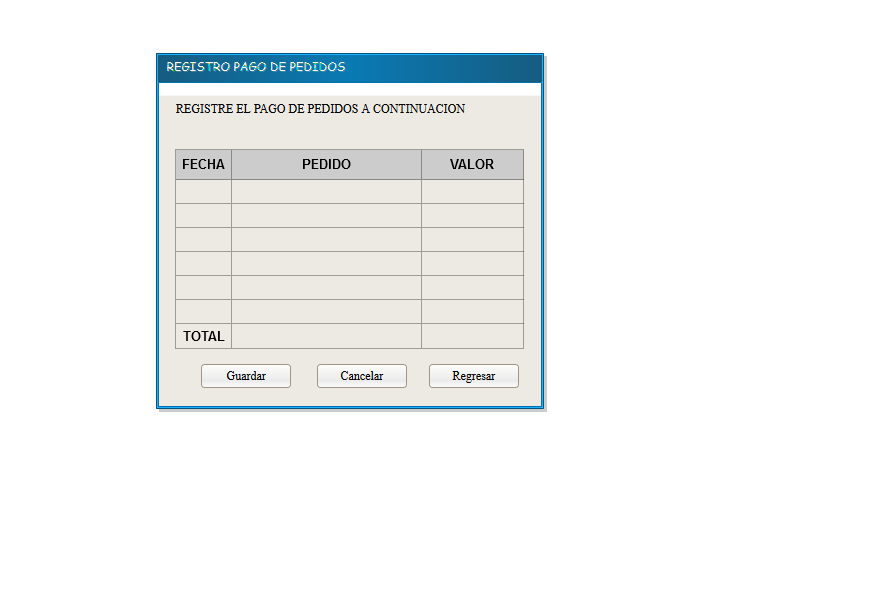 REGISTRO PAGO DE PEDIDOS
REGISTRE EL PAGO DE PEDIDOS A CONTINUACION
FECHA PEDIDO VALOR
TOTAL
Guardar Cancelar Regresar